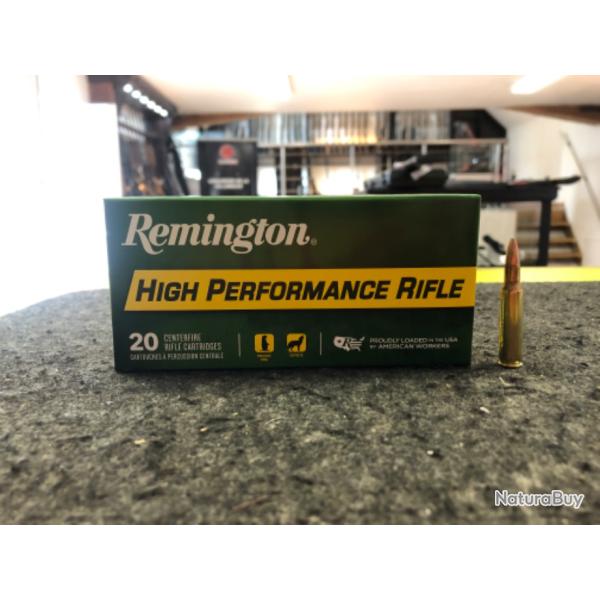 Remington®
HIGH PERFORMANCE RIFLE
20 CENTERFIRE
RIFLE CARTRIDGES
CARTOUCHES À PERCUSSION CENTRALE
PROUDLY LOADED IN THE USA
BY AMERICAN WORKERS
NaturaBuy